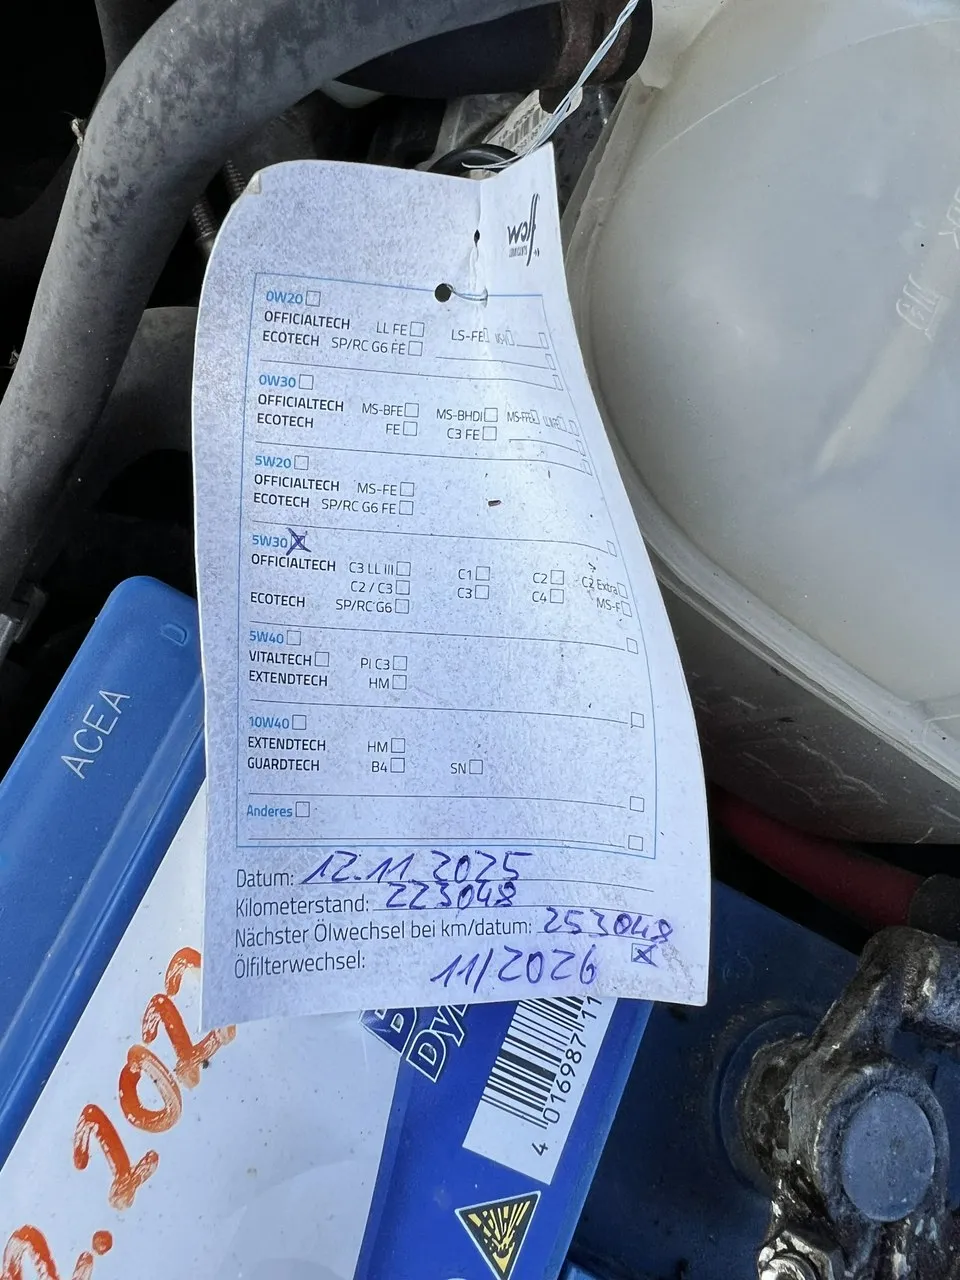 wcw
0W20
OFFICIALTECH LL FE LS-FE
ECOTECH SP/RC G6 FE
0W30
OFFICIALTECH MS-BFE MS-BHDI MS-FFE
ECOTECH FE C3 FE
5W20
OFFICIALTECH MS-FE
ECOTECH SP/RC G6 FE
5W30
OFFICIALTECH C3 LL III C1 C2 C2 Extra
C2 / C3 C3 C4 MS-F
ECOTECH SP/RC G6
5W40
VITALTECH PI C3
EXTENDTECH HM
10W40
EXTENDTECH HM
GUARDTECH B4 SN
Anderes
Datum: 12.11.2025
Kilometerstand: 223048
Nächster Ölwechsel bei km/datum: 253048
Ölfilterwechsel: 11/2026
ACEA